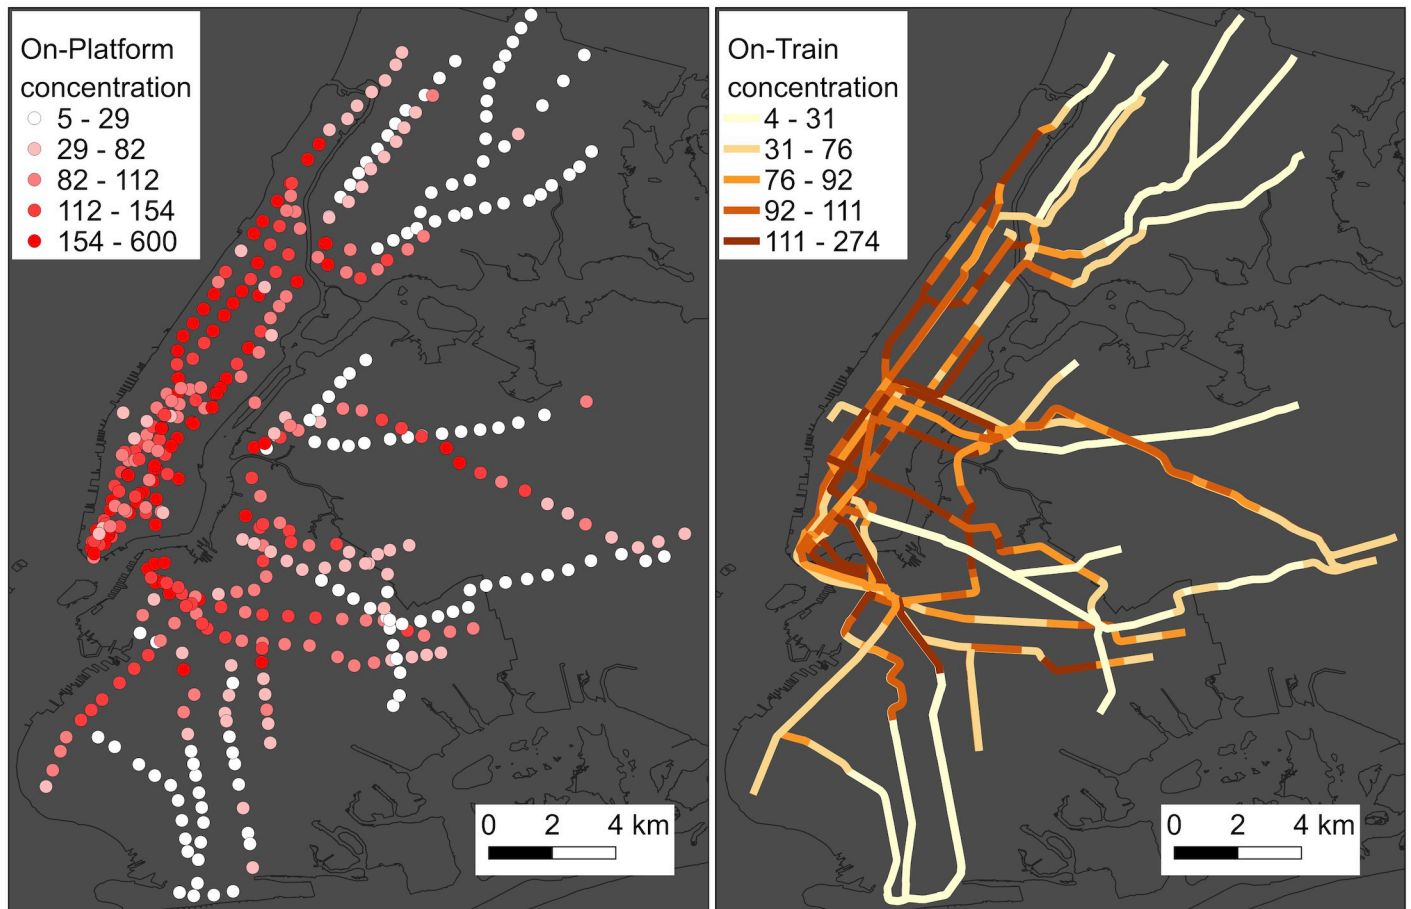 On-Platform
concentration
5 - 29
29 - 82
82 - 112
112 - 154
154 - 600
0 2 4 km
On-Train
concentration
4 - 31
31 - 76
76 - 92
92 - 111
111 - 274
0 2 4 km